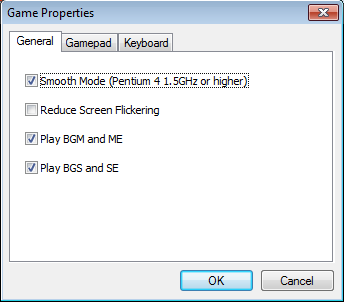 Game Properties
General Gamepad Keyboard
Smooth Mode (Pentium 4 1.5GHz or higher)
Reduce Screen Flickering
Play BGM and ME
Play BGS and SE
OK Cancel